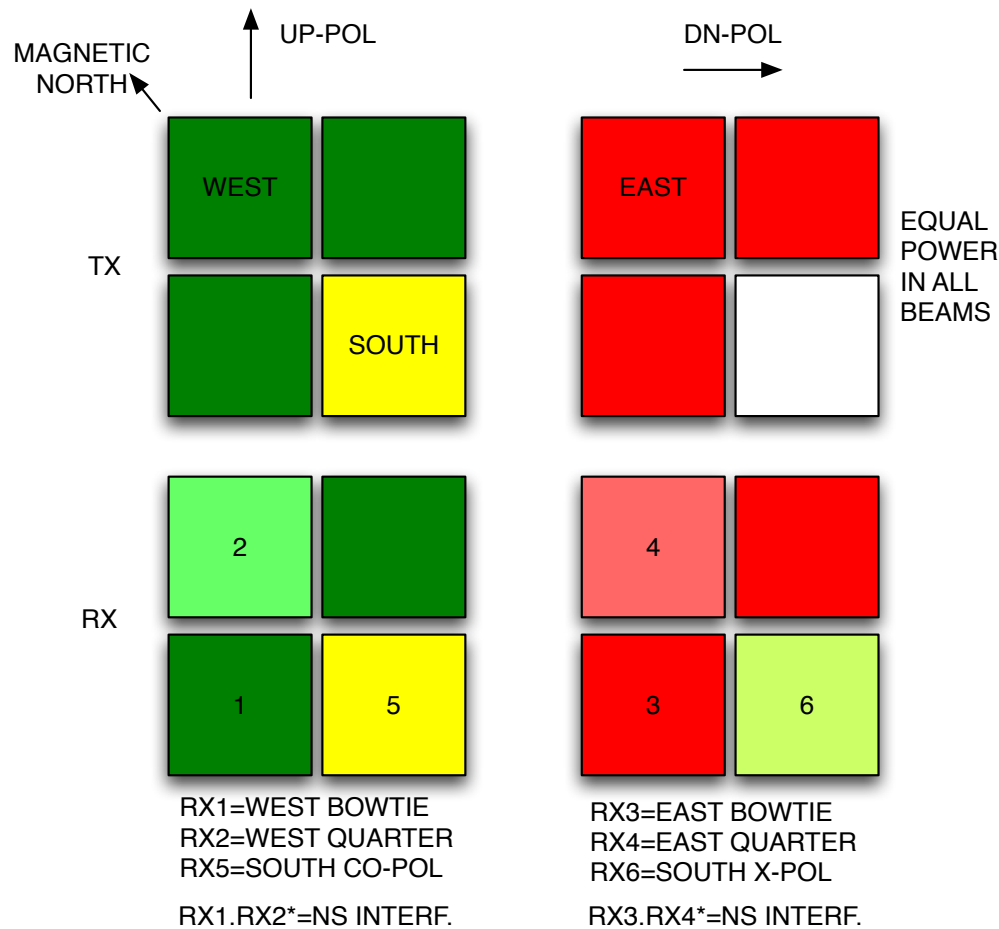 UP-POL
DN-POL
MAGNETIC
NORTH
WEST
EAST
TX
EQUAL
POWER
IN ALL
BEAMS
SOUTH
2
4
RX
1
5
3
6
RX1=WEST BOWTIE
RX2=WEST QUARTER
RX5=SOUTH CO-POL
RX3=EAST BOWTIE
RX4=EAST QUARTER
RX6=SOUTH X-POL
RX1.RX2*=NS INTERF.
RX3.RX4*=NS INTERF.